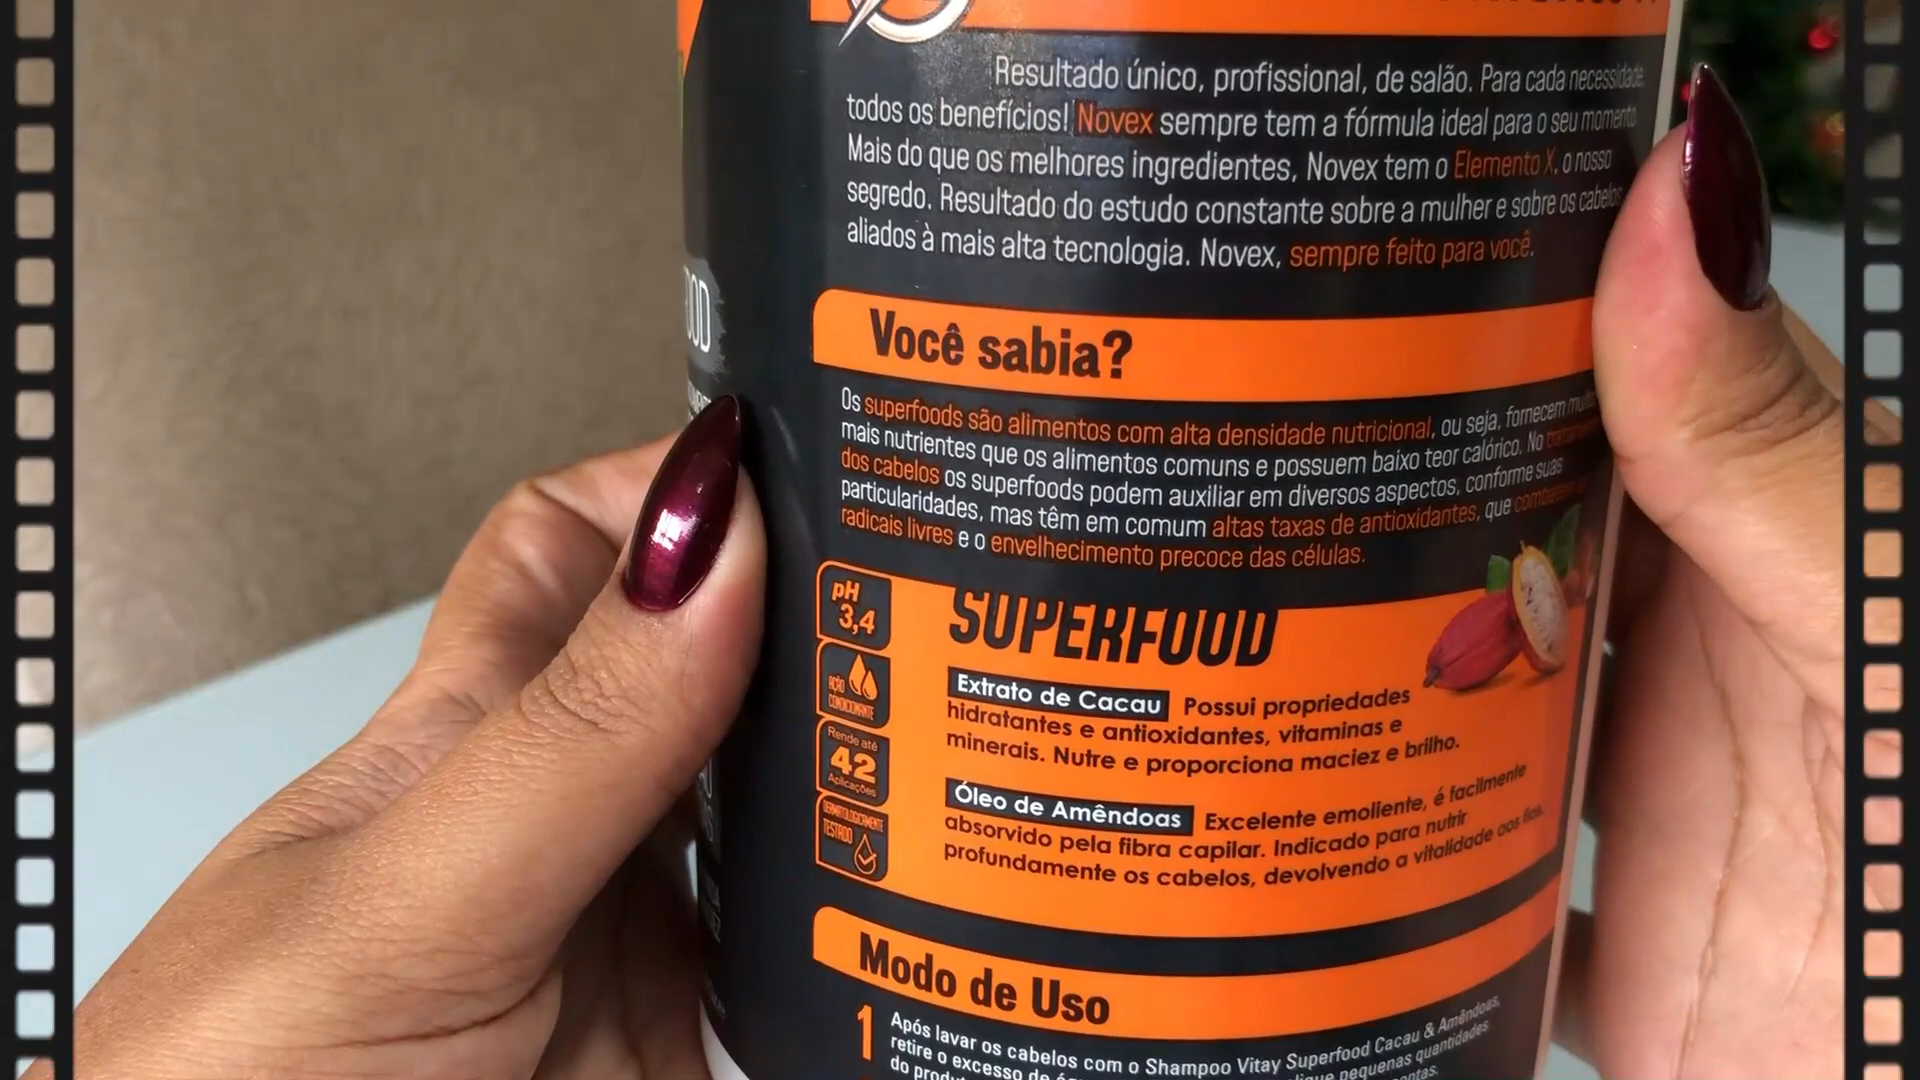 Resultado único, profissional, de salão. Para cada necessidade,
todos os benefícios! Novex sempre tem a fórmula ideal para o seu momento.
Mais do que os melhores ingredientes, Novex tem o Elemento X, o nosso
segredo. Resultado do estudo constante sobre a mulher e sobre os cabelos
aliados à mais alta tecnologia. Novex, sempre feito para você.
Você sabia?
Os superfoods são alimentos com alta densidade nutricional, ou seja, fornecem
mais nutrientes que os alimentos comuns e possuem baixo teor calórico. No
dos cabelos os superfoods podem auxiliar em diversos aspectos, conforme suas
particularidades, mas têm em comum altas taxas de antioxidantes, que
radicais livres e o envelhecimento precoce das células.
pH
3,4
AÇÃO
CONDICIONANTE
Rende até
42
Aplicações
DERMATOLOGICAMENTE
TESTADO
SUPERFOOD
Extrato de Cacau Possui propriedades
hidratantes e antioxidantes, vitaminas e
minerais. Nutre e proporciona maciez e brilho.
Óleo de Amêndoas Excelente emoliente, é facilmente
absorvido pela fibra capilar. Indicado para nutrir
profundamente os cabelos, devolvendo a vitalidade aos fios.
Modo de Uso
1 Após lavar os cabelos com o Shampoo Vitay Superfood Cacau & Amêndoas,
retire o excesso de pequenas quantidades
do